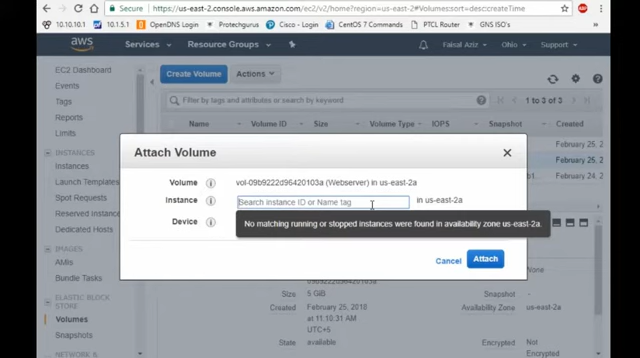 https://us-east-2.console.aws.amazon.com/ec2/v2/home?region=us-east-2#Volumes:sort=desc:createTime
10.10.10.1 10.1.5.1 OpenDNS Login Protechgurus Cisco - Login CentOS 7 Commands PTCL Router GNS ISO's
aws Services Resource Groups Faisal Aziz Ohio Support
EC2 Dashboard
Events
Tags
Reports
Limits
INSTANCES
Instances
Launch Templates
Spot Requests
Reserved Instances
Dedicated Hosts
IMAGES
AMIs
Bundle Tasks
ELASTIC BLOCK
STORE
Volumes
Snapshots
NETWORK &
Create Volume Actions
Filter by tags and attributes or search by keyword
1 to 3 of 3
Name Volume ID Size Volume Type IOPS Snapshot Created
February 25, 2
February 25, 2
February 25, 2
Attach Volume
Volume vol-09b9222d96420103a (Webserver) in us-east-2a
Instance Search instance ID or Name tag in us-east-2a
Device
No matching running or stopped instances were found in availability zone us-east-2a.
Cancel Attach
None
09b9222d96420103a
Size 5 GiB Snapshot -
Created February 25, 2018 Availability Zone us-east-2a
at 11:10:23 AM
UTC+5
State available Encrypted Not Encrypted